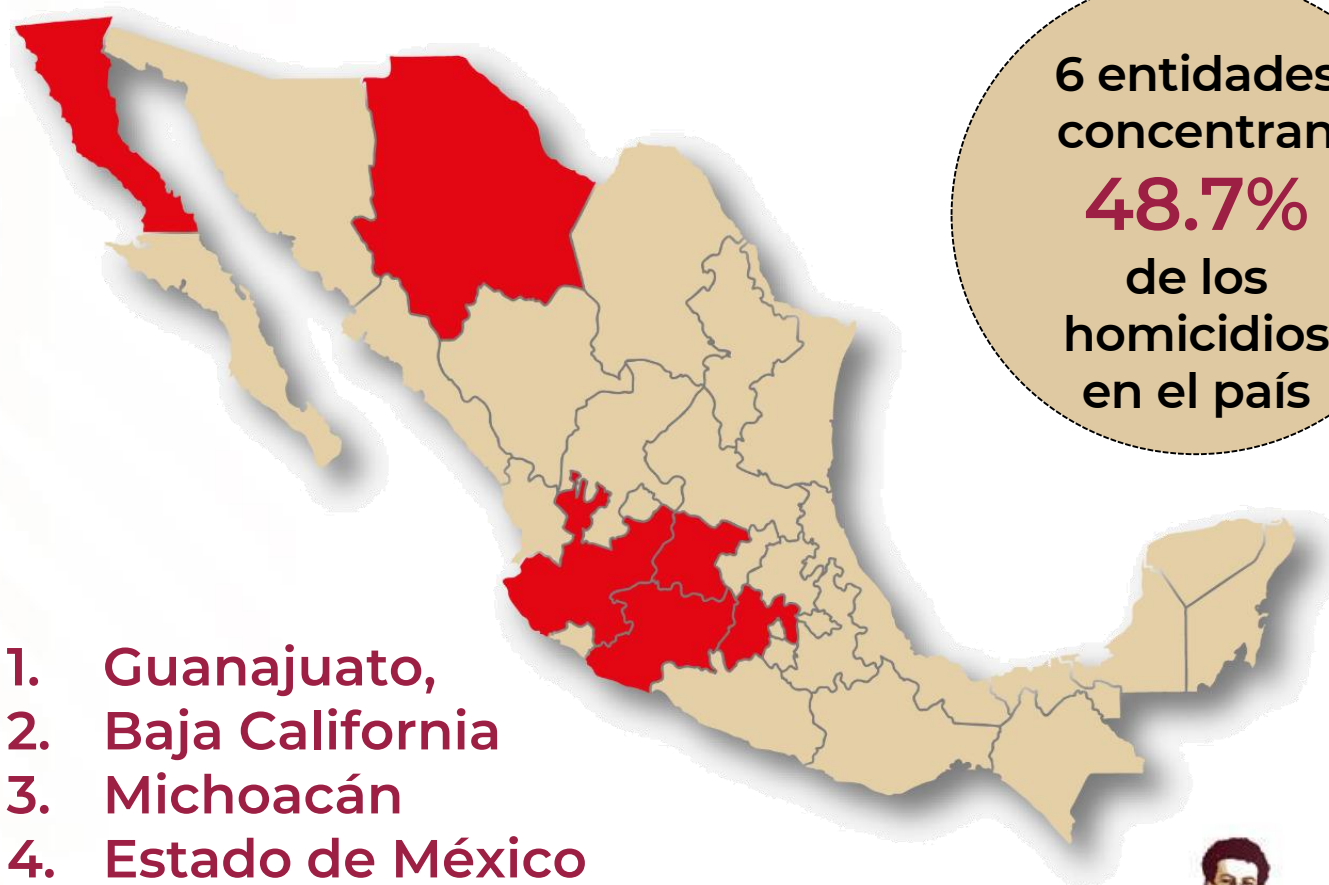 6 entidades
concentran
48.7%
de los
homicidios
en el país
1. Guanajuato,
2. Baja California
3. Michoacán
4. Estado de México